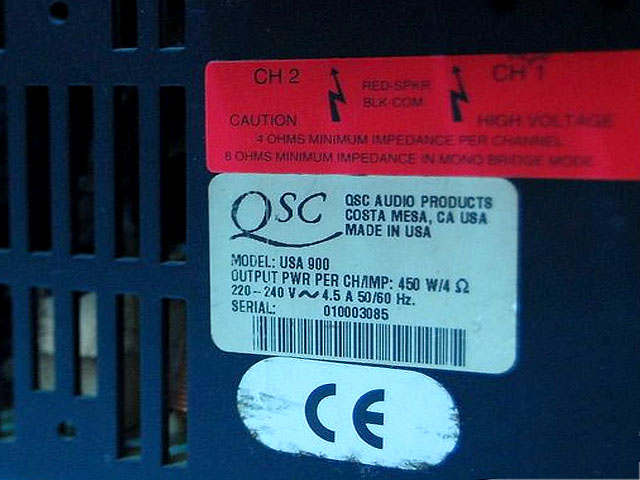 CH 2 RED-SPKR CH 1
BLK-COM
CAUTION HIGH VOLTAGE
4 OHMS MINIMUM IMPEDANCE PER CHANNEL
8 OHMS MINIMUM IMPEDANCE IN MONO BRIDGE MODE
QSC
QSC AUDIO PRODUCTS
COSTA MESA, CA USA
MADE IN USA
MODEL: USA 900
OUTPUT PWR PER CH/IMP: 450 W/4 Ω
220-240 V~ 4.5 A 50/60 Hz.
SERIAL: 010003085
CE